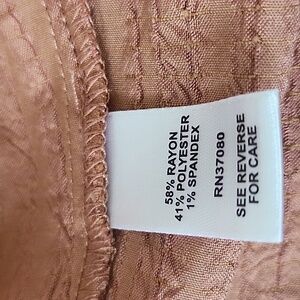 58% RAYON
41% POLYESTER
1% SPANDEX
RN37080
SEE REVERSE
FOR CARE